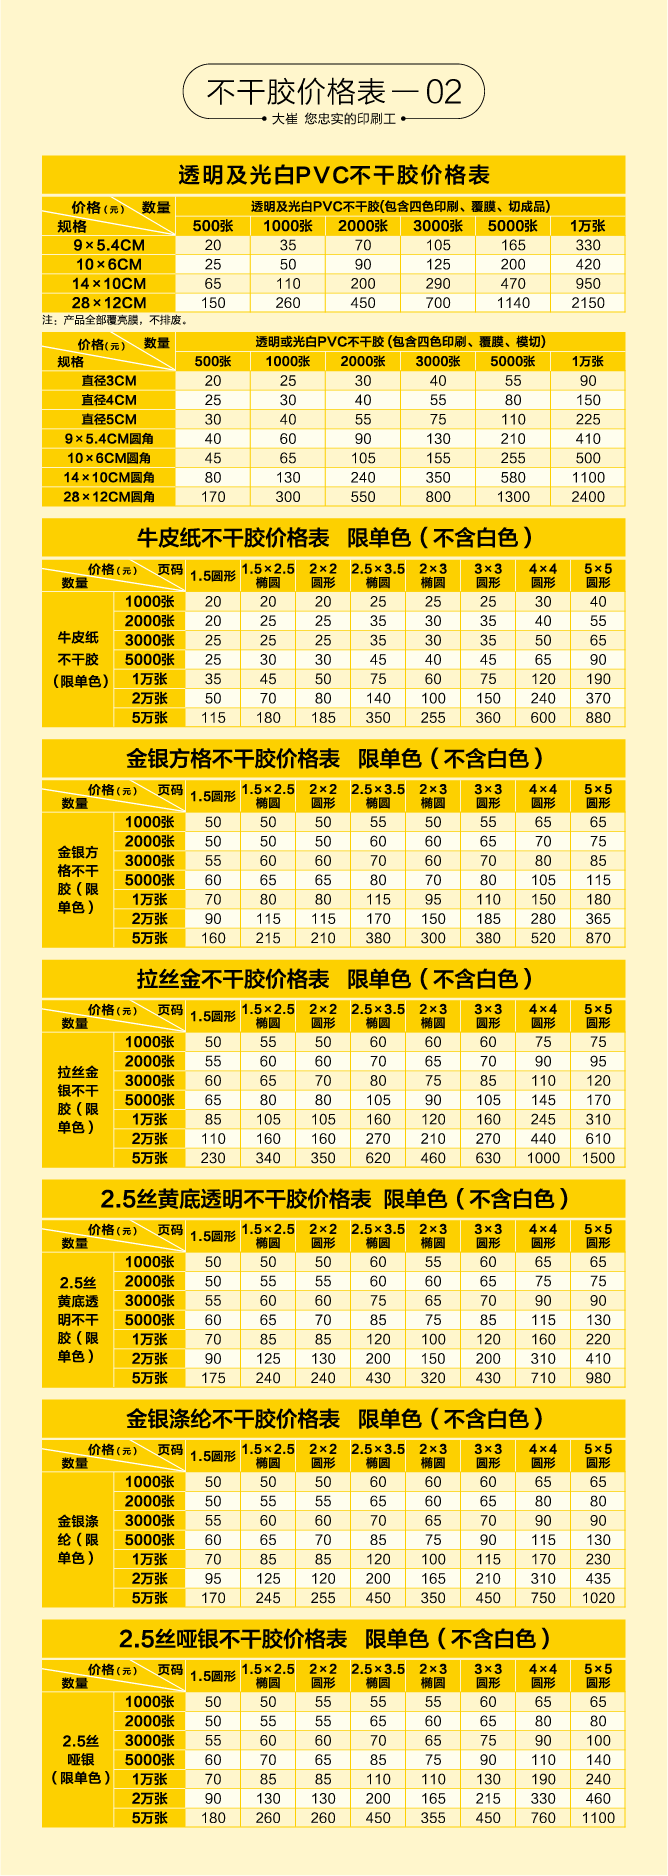 不干胶价格表 — 02
大崔 您忠实的印刷工
透明及光白PVC不干胶价格表
价格(元) 数量 透明及光白PVC不干胶(包含四色印刷、覆膜、切成品)
规格 500张 1000张 2000张 3000张 5000张 1万张
9×5.4CM 20 35 70 105 165 330
10×6CM 25 50 90 125 200 420
14×10CM 65 110 200 290 470 950
28×12CM 150 260 450 700 1140 2150
注：产品全部覆亮膜，不排废。
价格(元) 数量 透明或光白PVC不干胶(包含四色印刷、覆膜、模切)
规格 500张 1000张 2000张 3000张 5000张 1万张
直径3CM 20 25 30 40 55 90
直径4CM 25 30 40 55 80 150
直径5CM 30 40 55 75 110 225
9×5.4CM圆角 40 60 90 130 210 410
10×6CM圆角 45 65 105 155 255 500
14×10CM圆角 80 130 240 350 580 1100
28×12CM圆角 170 300 550 800 1300 2400
牛皮纸不干胶价格表 限单色（不含白色）
价格(元) 页码 1.5圆形 1.5×2.5 2×2 2.5×3.5 2×3 3×3 4×4 5×5
数量 椭圆 圆形 椭圆 椭圆 圆形 圆形 圆形
1000张 20 20 20 25 25 25 30 40
2000张 20 25 25 35 30 35 40 55
牛皮纸 3000张 25 25 25 35 30 35 50 65
不干胶 5000张 25 30 30 45 40 45 65 90
（限单色） 1万张 35 45 50 75 60 75 120 190
2万张 50 70 80 140 100 150 240 370
5万张 115 180 185 350 255 360 600 880
金银方格不干胶价格表 限单色（不含白色）
价格(元) 页码 1.5圆形 1.5×2.5 2×2 2.5×3.5 2×3 3×3 4×4 5×5
数量 椭圆 圆形 椭圆 椭圆 圆形 圆形 圆形
1000张 50 50 50 55 50 55 65 65
2000张 50 50 50 60 60 65 70 75
金银方 3000张 55 60 60 70 60 70 80 85
格不干 5000张 60 65 65 80 70 80 105 115
胶（限 1万张 70 80 80 115 95 110 150 180
单色） 2万张 90 115 115 170 150 185 280 365
5万张 160 215 210 380 300 380 520 870
拉丝金不干胶价格表 限单色（不含白色）
价格(元) 页码 1.5圆形 1.5×2.5 2×2 2.5×3.5 2×3 3×3 4×4 5×5
数量 椭圆 圆形 椭圆 椭圆 圆形 圆形 圆形
1000张 50 55 50 60 60 60 75 75
2000张 55 60 60 70 65 70 90 95
拉丝金 3000张 60 65 70 80 75 85 110 120
银不干 5000张 65 80 80 105 90 105 145 170
胶（限 1万张 85 105 105 160 120 160 245 310
单色） 2万张 110 160 160 270 210 270 440 610
5万张 230 340 350 620 460 630 1000 1500
2.5丝黄底透明不干胶价格表 限单色（不含白色）
价格(元) 页码 1.5圆形 1.5×2.5 2×2 2.5×3.5 2×3 3×3 4×4 5×5
数量 椭圆 圆形 椭圆 椭圆 圆形 圆形 圆形
1000张 50 50 50 60 55 60 65 65
2.5丝 2000张 50 55 55 60 60 65 75 75
黄底透 3000张 55 60 60 75 65 70 90 90
明不干 5000张 60 65 70 85 75 85 115 130
胶（限 1万张 70 85 85 120 100 120 160 220
单色） 2万张 90 125 130 200 150 200 310 410
5万张 175 240 240 430 320 430 710 980
金银涤纶不干胶价格表 限单色（不含白色）
价格(元) 页码 1.5圆形 1.5×2.5 2×2 2.5×3.5 2×3 3×3 4×4 5×5
数量 椭圆 圆形 椭圆 椭圆 圆形 圆形 圆形
1000张 50 50 50 60 60 60 65 65
2000张 50 55 55 65 60 65 80 80
金银涤 3000张 55 60 60 70 65 70 90 90
纶（限 5000张 60 65 70 85 75 90 115 130
单色） 1万张 70 85 85 120 100 115 170 230
2万张 95 125 120 200 165 210 310 435
5万张 170 245 255 450 350 450 750 1020
2.5丝哑银不干胶价格表 限单色（不含白色）
价格(元) 页码 1.5圆形 1.5×2.5 2×2 2.5×3.5 2×3 3×3 4×4 5×5
数量 椭圆 圆形 椭圆 椭圆 圆形 圆形 圆形
1000张 50 50 55 55 55 60 65 65
2000张 50 55 55 65 60 65 80 80
2.5丝 3000张 55 60 60 70 65 75 90 100
哑银 5000张 60 70 65 85 75 90 110 140
（限单色） 1万张 70 85 85 110 110 130 190 240
2万张 90 130 130 200 165 215 330 460
5万张 180 260 260 450 355 450 760 1100